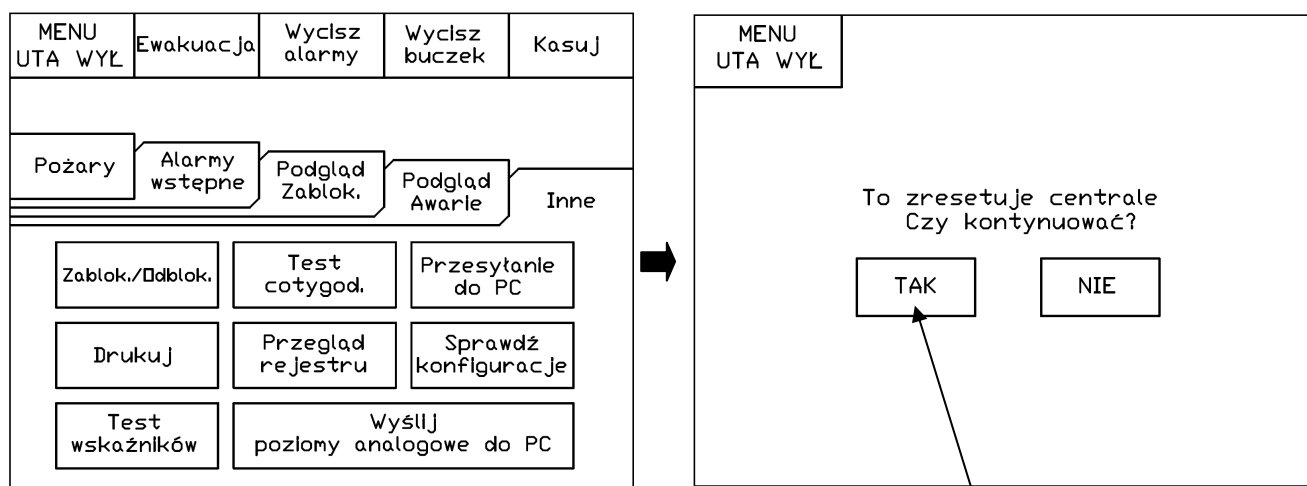 MENU
UTA WYŁ
Ewakuacja
Wycisz
alarmy
Wycisz
buczek
Kasuj
Pożary
Alarmy
wstępne
Podgląd
Zablok.
Podgląd
Awarie
Inne
Zablok./Odblok.
Test
cotygod.
Przesyłanie
do PC
Drukuj
Przegląd
rejestru
Sprawdź
konfiguracje
Test
wskaźników
Wyślij
poziomy analogowe do PC
MENU
UTA WYŁ
To zresetuje centrale
Czy kontynuować?
TAK
NIE